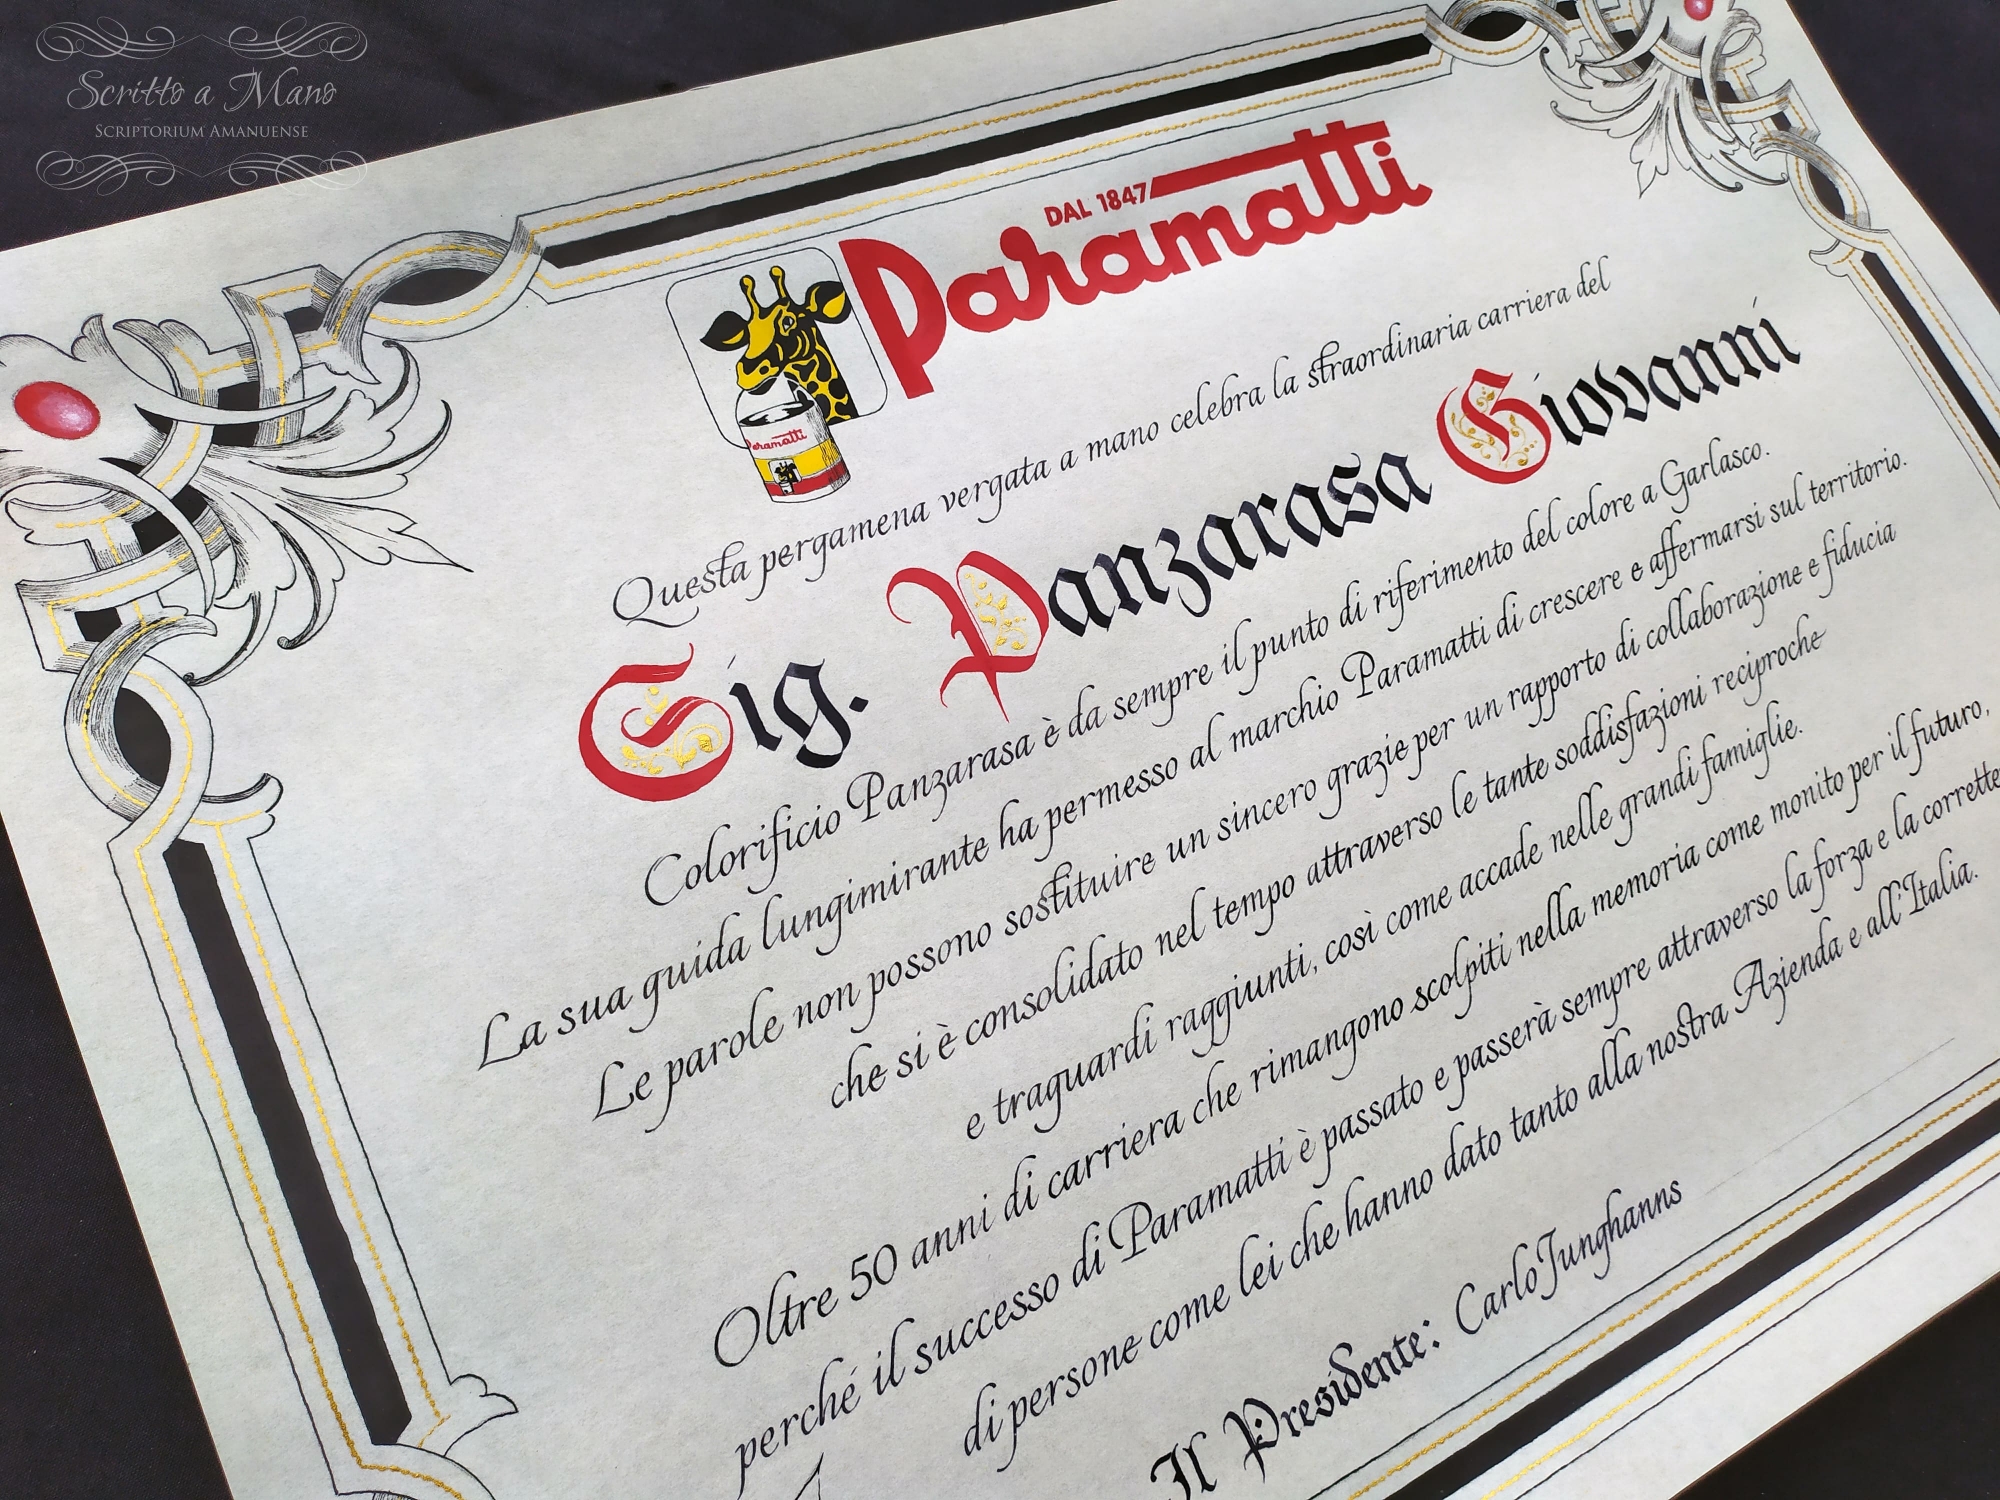 Scritto a Mano
SCRIPTORIUM AMANUENSE
DAL 1847
Paramatti
Paramatti
Questa pergamena vergata a mano celebra la straordinaria carriera del
Sig. Panzarasa Giovanni
Colorificio Panzarasa è da sempre il punto di riferimento del colore a Garlasco.
La sua guida lungimirante ha permesso al marchio Paramatti di crescere e affermarsi sul territorio.
Le parole non possono sostituire un sincero grazie per un rapporto di collaborazione e fiducia
che si è consolidato nel tempo attraverso le tante soddisfazioni reciproche
e traguardi raggiunti, così come accade nelle grandi famiglie.
Oltre 50 anni di carriera che rimangono scolpiti nella memoria come monito per il futuro,
perché il successo di Paramatti è passato e passerà sempre attraverso la forza e la corrette
di persone come lei che hanno dato tanto alla nostra Azienda e all'Italia.
Il Presidente: Carlo Junghanns